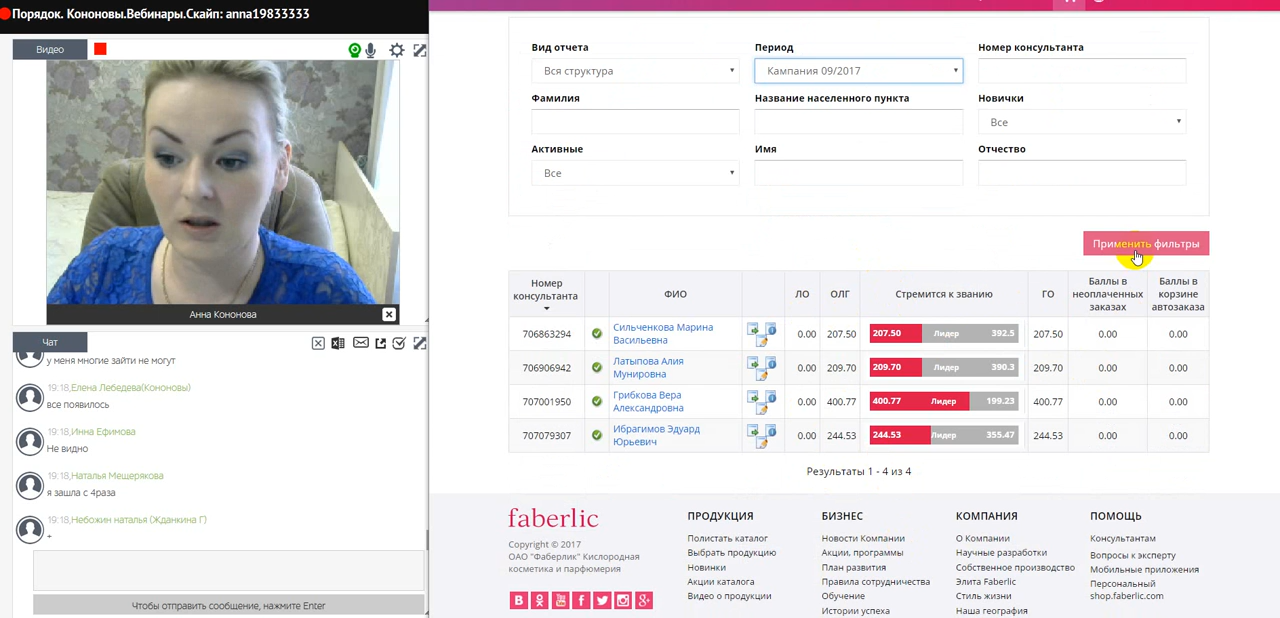 Порядок. Кононовы.Вебинары.Скайп: anna19833333
Видео
Анна Кононова
Чат
у меня многие зайти не могут
19:18,Елена Лебедева(Кононовы)
все появилось
19:18,Инна Ефимова
Не видно
19:18,Наталья Мещерякова
я зашла с 4раза
19:18,Небожин наталья (Жданкина Г)
+
Чтобы отправить сообщение, нажмите Enter
Вид отчета Период Номер консультанта
Вся структура Кампания 09/2017
Фамилия Название населенного пункта Новички
Все
Активные Имя Отчество
Все
Применить фильтры
Номер консультанта ФИО ЛО ОЛГ Стремится к званию ГО Баллы в неоплаченных заказах Баллы в корзине автозаказа
706863294 Сильченкова Марина Васильевна 0.00 207.50 207.50 Лидер 392.5 207.50 0.00 0.00
706906942 Латыпова Алия Мунировна 0.00 209.70 209.70 Лидер 390.3 209.70 0.00 0.00
707001950 Грибкова Вера Александровна 0.00 400.77 400.77 Лидер 199.23 400.77 0.00 0.00
707079307 Ибрагимов Эдуард Юрьевич 0.00 244.53 244.53 Лидер 355.47 244.53 0.00 0.00
Результаты 1 - 4 из 4
faberlic
Copyright © 2017
ОАО "Фаберлик" Кислородная
косметика и парфюмерия
ПРОДУКЦИЯ
Полистать каталог
Выбрать продукцию
Новинки
Акции каталога
Видео о продукции
БИЗНЕС
Новости Компании
Акции, программы
План развития
Правила сотрудничества
Обучение
Истории успеха
КОМПАНИЯ
О Компании
Научные разработки
Собственное производство
Элита Faberlic
Стиль жизни
Наша география
ПОМОЩЬ
Консультантам
Вопросы к эксперту
Мобильные приложения
Персональный
shop.faberlic.com